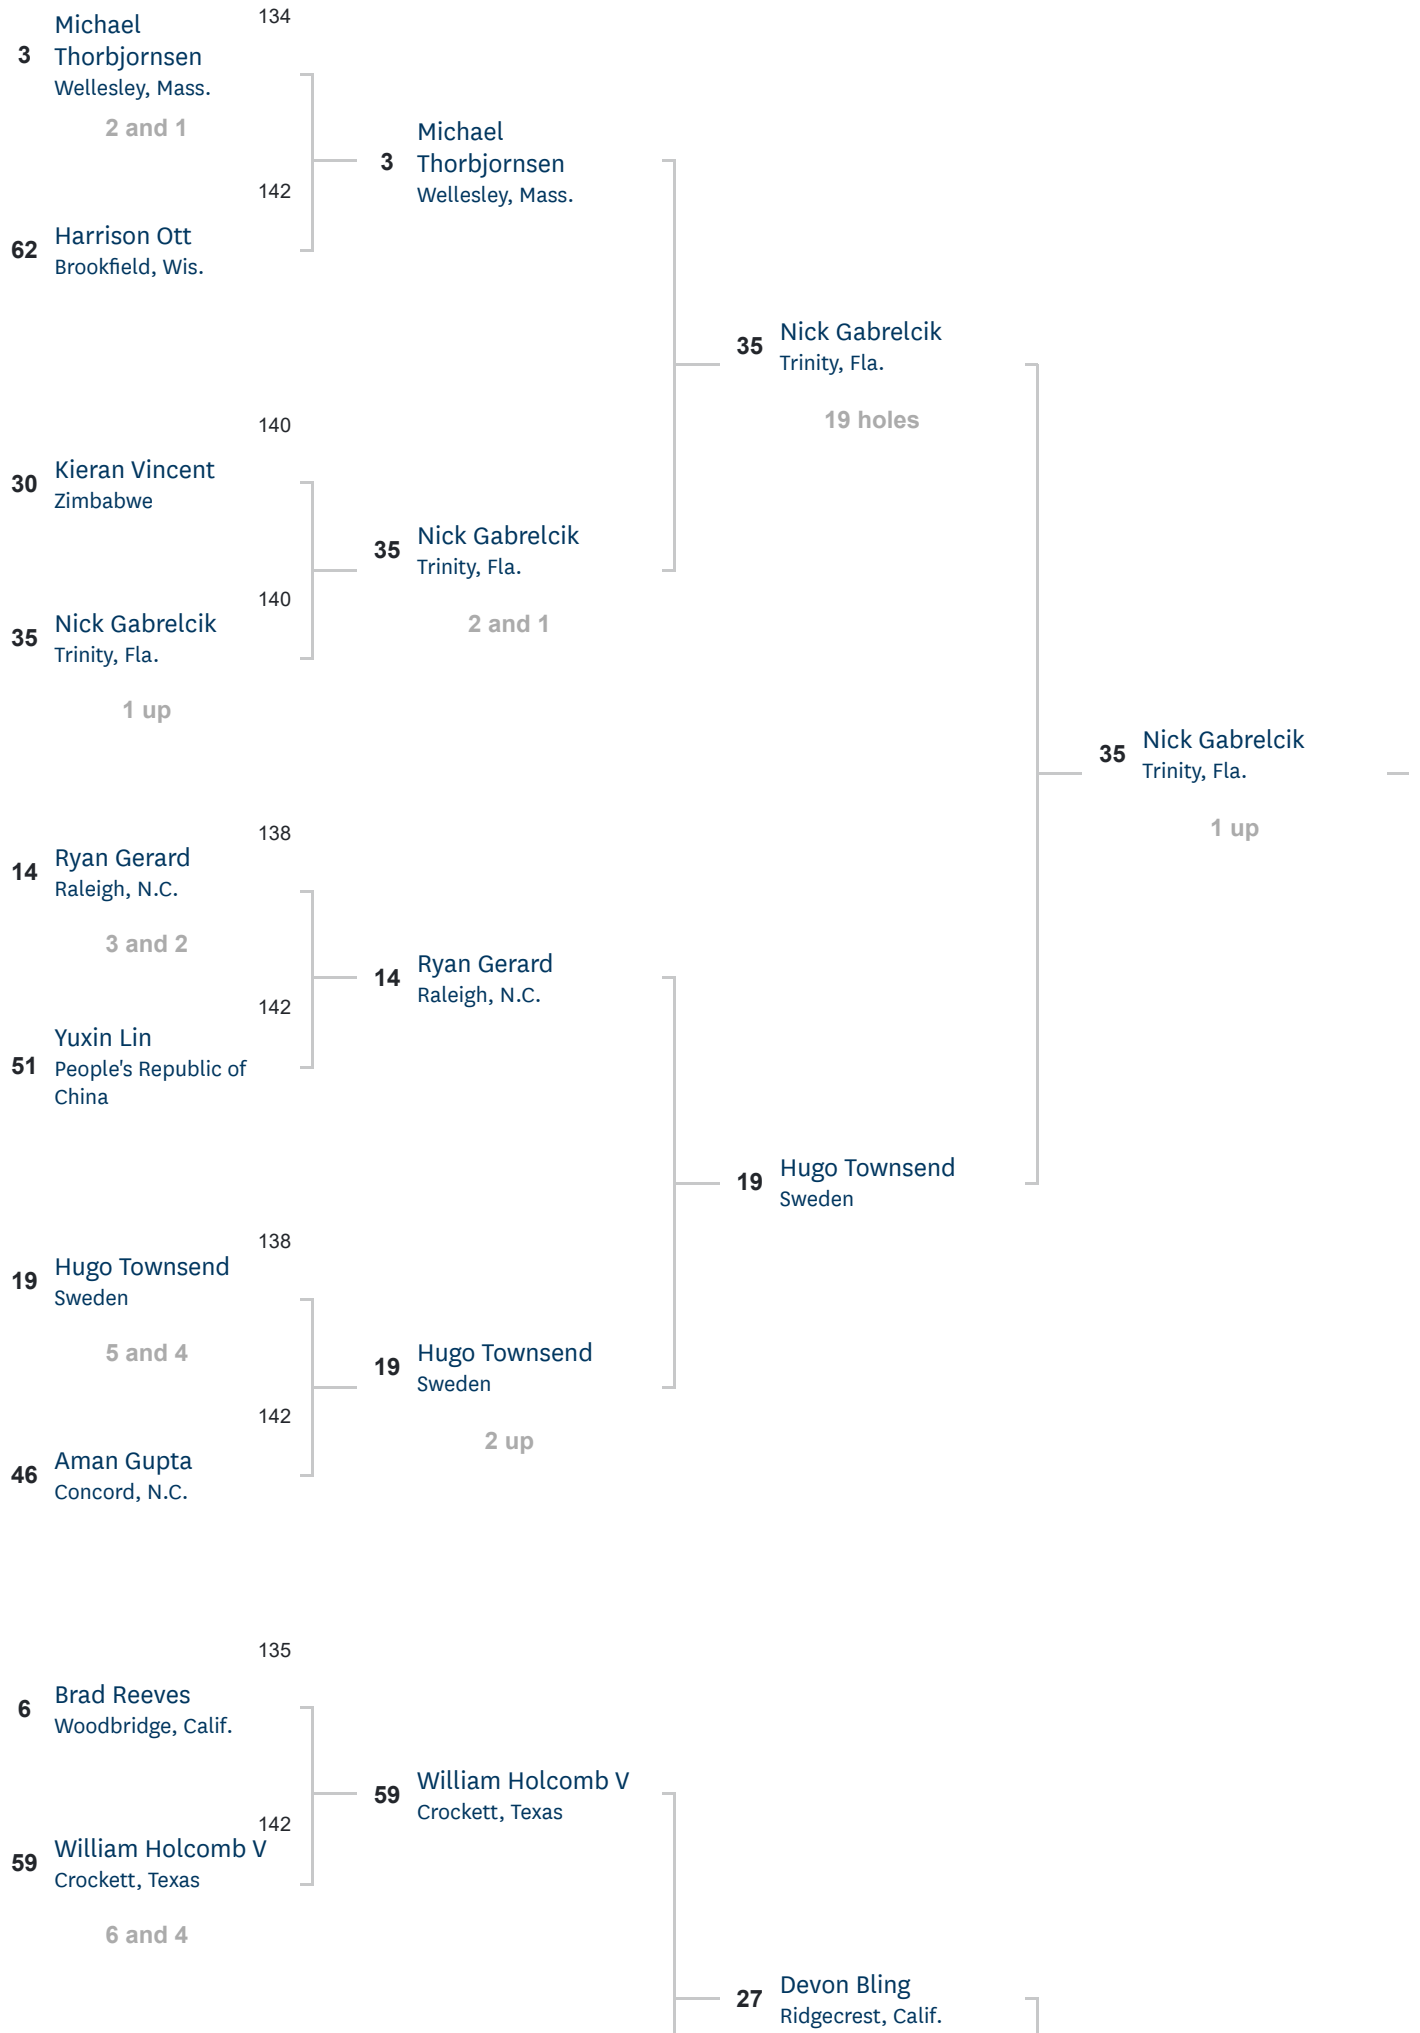 134
3
Michael
Thorbjornsen
Wellesley, Mass.
2 and 1
142
62
Harrison Ott
Brookfield, Wis.
140
30
Kieran Vincent
Zimbabwe
140
35
Nick Gabrelcik
Trinity, Fla.
1 up
138
14
Ryan Gerard
Raleigh, N.C.
3 and 2
142
51
Yuxin Lin
People's Republic of
China
138
19
Hugo Townsend
Sweden
5 and 4
142
46
Aman Gupta
Concord, N.C.
135
6
Brad Reeves
Woodbridge, Calif.
142
59
William Holcomb V
Crockett, Texas
6 and 4
3
Michael
Thorbjornsen
Wellesley, Mass.
35
Nick Gabrelcik
Trinity, Fla.
2 and 1
14
Ryan Gerard
Raleigh, N.C.
19
Hugo Townsend
Sweden
2 up
59
William Holcomb V
Crockett, Texas
35
Nick Gabrelcik
Trinity, Fla.
19 holes
19
Hugo Townsend
Sweden
27
Devon Bling
Ridgecrest, Calif.
35
Nick Gabrelcik
Trinity, Fla.
1 up